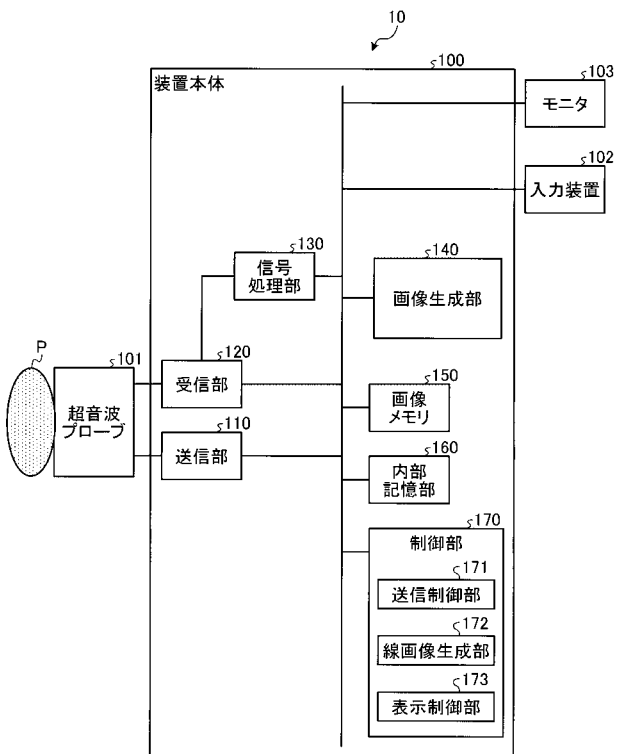 10
100
装置本体
103
モニタ
102
入力装置
130
信号
処理部
140
画像生成部
P
101
超音波
プローブ
120
受信部
150
画像
メモリ
110
送信部
160
内部
記憶部
170
制御部
171
送信制御部
172
線画像生成部
173
表示制御部